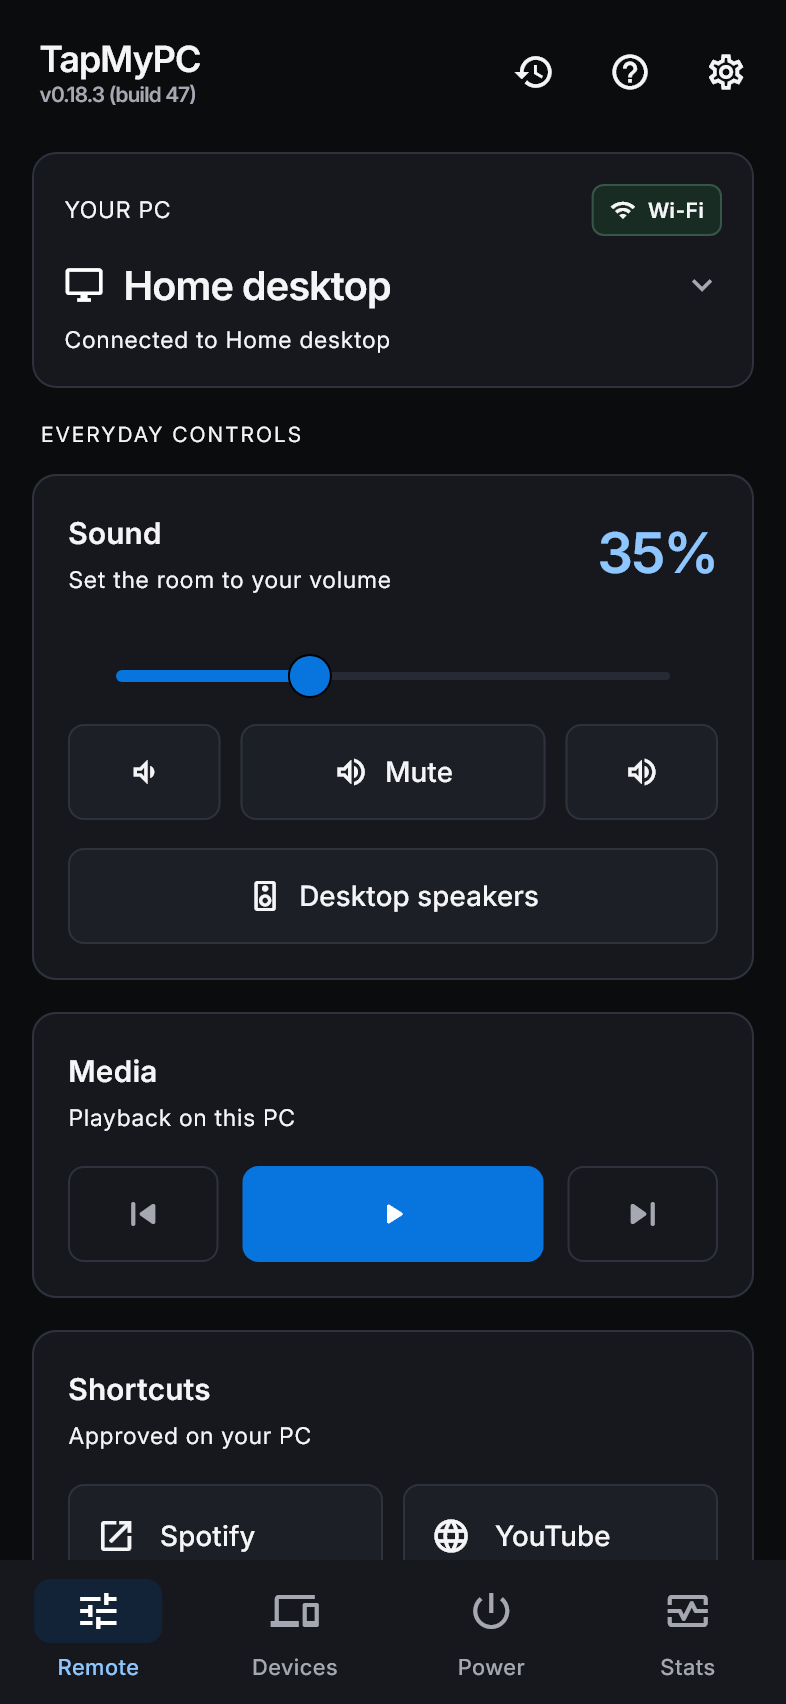 TapMyPC
v0.18.3 (build 47)
YOUR PC
Wi-Fi
Home desktop
Connected to Home desktop
EVERYDAY CONTROLS
Sound
35%
Set the room to your volume
Mute
Desktop speakers
Media
Playback on this PC
Shortcuts
Approved on your PC
Spotify
YouTube
Remote
Devices
Power
Stats